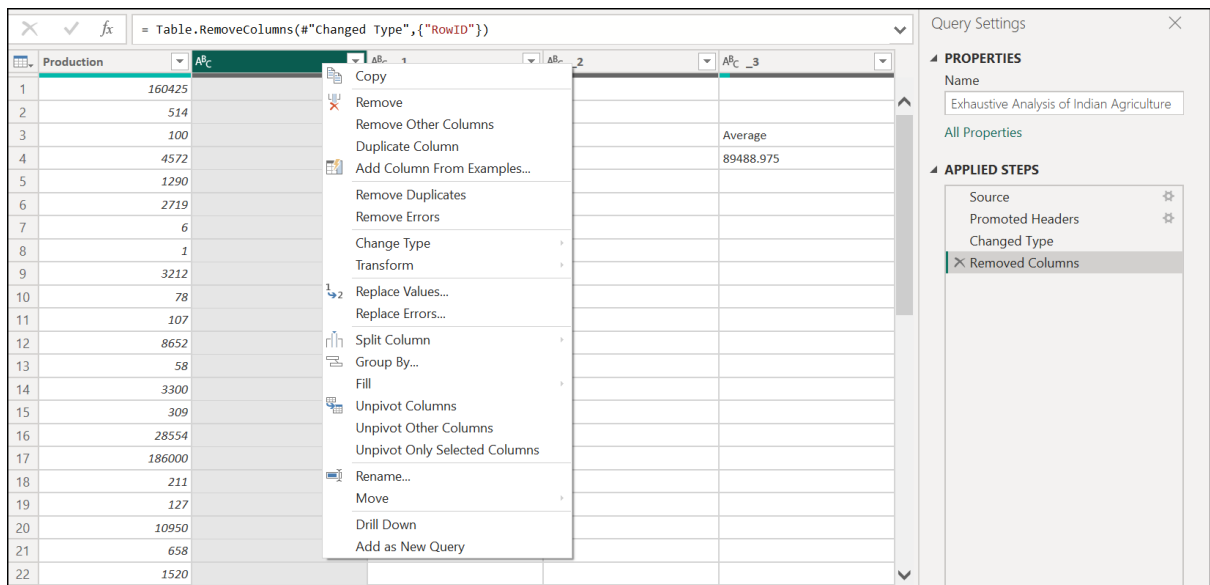 fx = Table.RemoveColumns(#"Changed Type",{"RowID"})
Production ABC ABC _1 ABC _2 ABC _3
1 160425
2 514
3 100 Average
4 4572 89488.975
5 1290
6 2719
7 6
8 1
9 3212
10 78
11 107
12 8652
13 58
14 3300
15 309
16 28554
17 186000
18 211
19 127
20 10950
21 658
22 1520
Copy
Remove
Remove Other Columns
Duplicate Column
Add Column From Examples...
Remove Duplicates
Remove Errors
Change Type
Transform
1 2 Replace Values...
Replace Errors...
Split Column
Group By...
Fill
Unpivot Columns
Unpivot Other Columns
Unpivot Only Selected Columns
Rename...
Move
Drill Down
Add as New Query
Query Settings
PROPERTIES
Name
Exhaustive Analysis of Indian Agriculture
All Properties
APPLIED STEPS
Source
Promoted Headers
Changed Type
Removed Columns